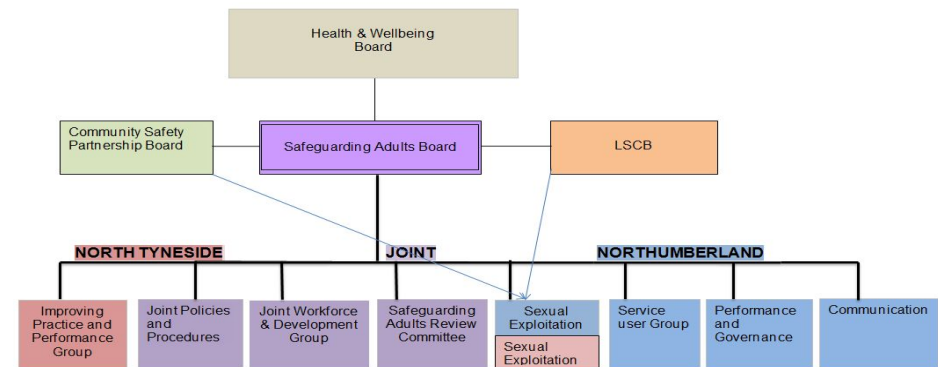 Health & Wellbeing
Board
Community Safety
Partnership Board
Safeguarding Adults Board
LSCB
NORTH TYNESIDE
JOINT
NORTHUMBERLAND
Improving
Practice and
Performance
Group
Joint Policies
and
Procedures
Joint Workforce
& Development
Group
Safeguarding
Adults Review
Committee
Sexual
Exploitation
Sexual
Exploitation
Service
user Group
Performance
and
Governance
Communication